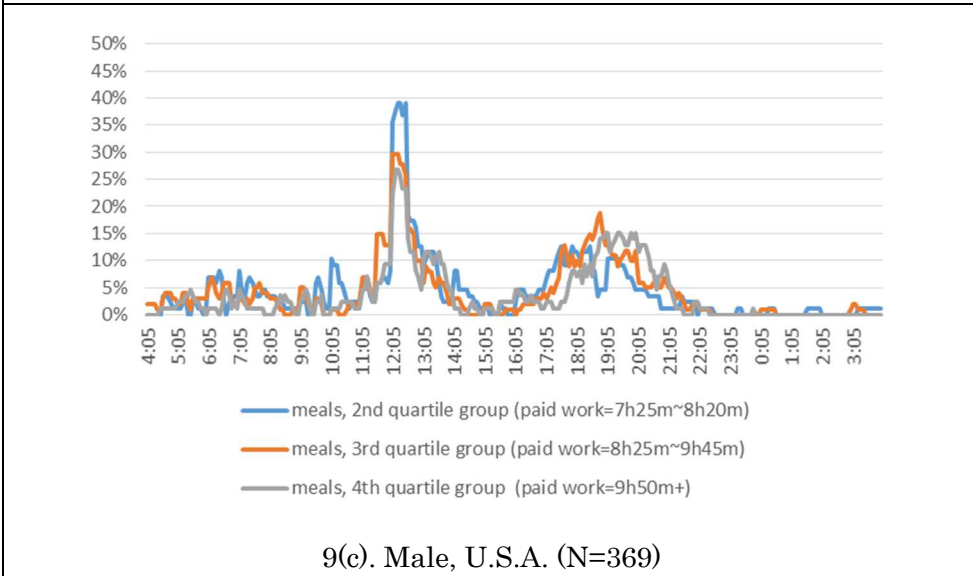 50%
45%
40%
35%
30%
25%
20%
15%
10%
5%
0%
4:05 5:05 6:05 7:05 8:05 9:05 10:05 11:05 12:05 13:05 14:05 15:05 16:05 17:05 18:05 19:05 20:05 21:05 22:05 23:05 0:05 1:05 2:05 3:05
meals, 2nd quartile group (paid work=7h25m~8h20m)
meals, 3rd quartile group (paid work=8h25m~9h45m)
meals, 4th quartile group (paid work=9h50m+)
9(c). Male, U.S.A. (N=369)